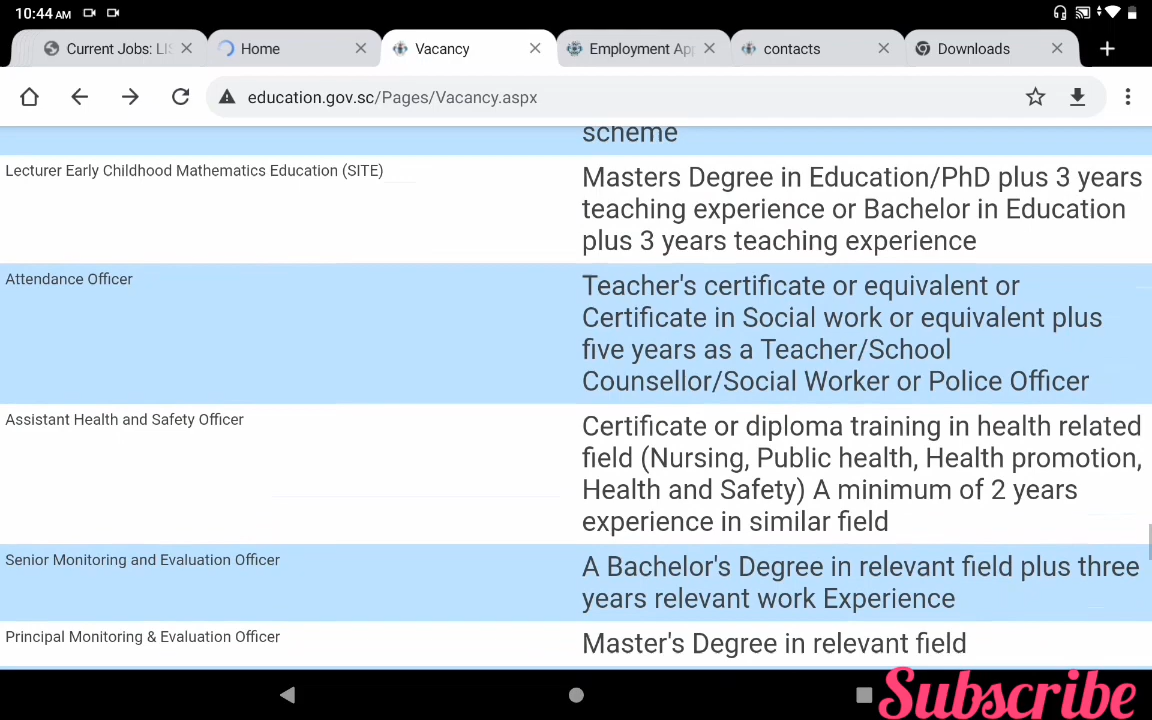 10:44 AM
Current Jobs: LIS
Home
Vacancy
Employment App
contacts
Downloads
education.gov.sc/Pages/Vacancy.aspx
scheme
Lecturer Early Childhood Mathematics Education (SITE)
Masters Degree in Education/PhD plus 3 years
teaching experience or Bachelor in Education
plus 3 years teaching experience
Attendance Officer
Teacher's certificate or equivalent or
Certificate in Social work or equivalent plus
five years as a Teacher/School
Counsellor/Social Worker or Police Officer
Assistant Health and Safety Officer
Certificate or diploma training in health related
field (Nursing, Public health, Health promotion,
Health and Safety) A minimum of 2 years
experience in similar field
Senior Monitoring and Evaluation Officer
A Bachelor's Degree in relevant field plus three
years relevant work Experience
Principal Monitoring & Evaluation Officer
Master's Degree in relevant field
Subscribe